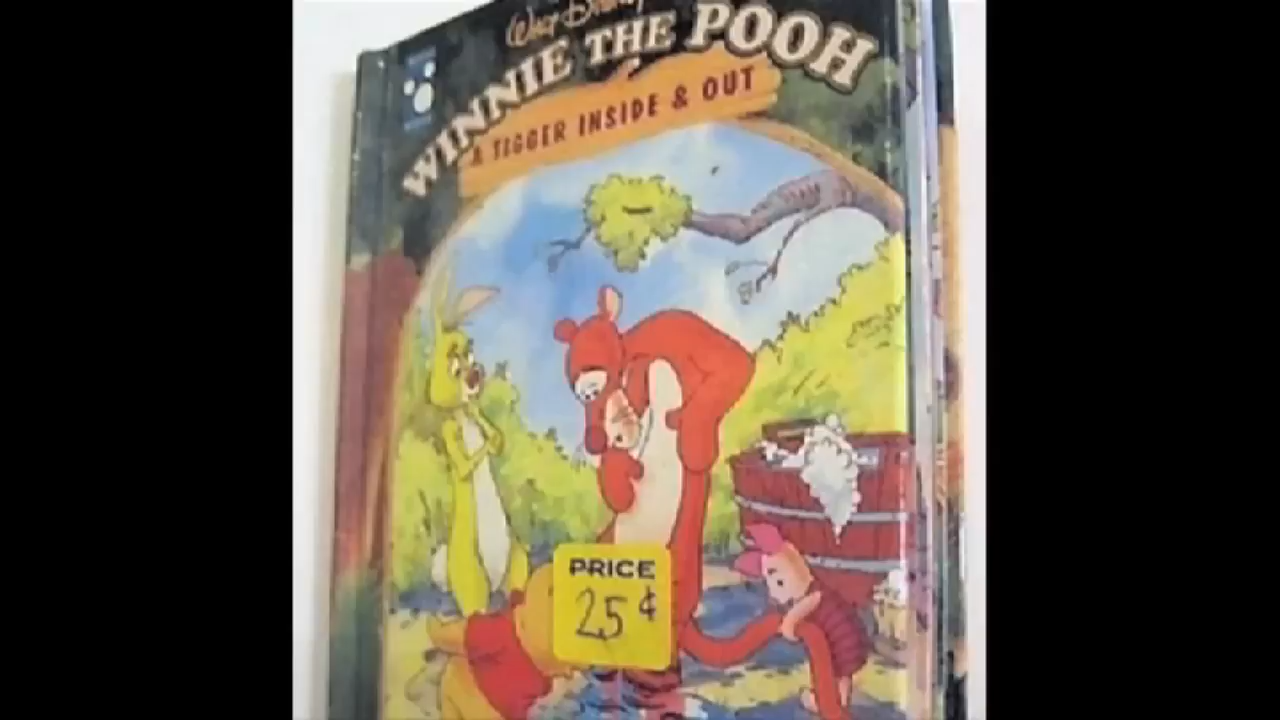 Walt Disney
WINNIE THE POOH
A TIGGER INSIDE & OUT
PRICE
25¢